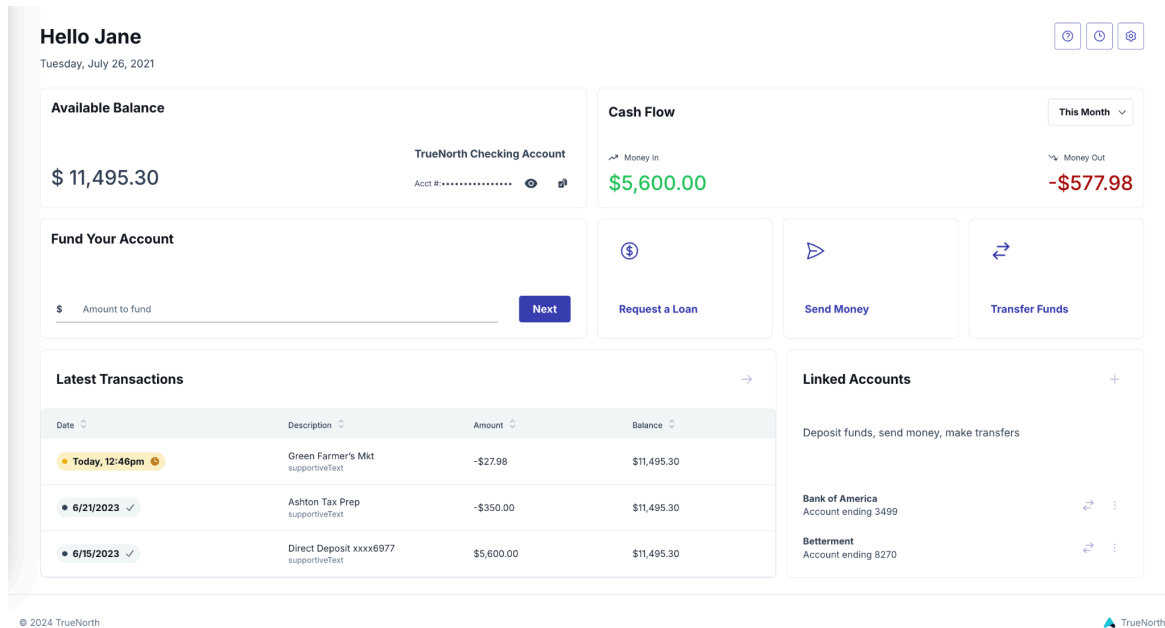 Hello Jane
Tuesday, July 26, 2021
Available Balance
$ 11,495.30
TrueNorth Checking Account
Acct #:••••••••••••••••
Cash Flow
This Month
Money In
$5,600.00
Money Out
-$577.98
Fund Your Account
$ Amount to fund
Next
Request a Loan
Send Money
Transfer Funds
Latest Transactions
Date Description Amount Balance
Today, 12:46pm Green Farmer's Mkt -$27.98 $11,495.30
supportiveText
6/21/2023 Ashton Tax Prep -$350.00 $11,495.30
supportiveText
6/15/2023 Direct Deposit xxxx6977 $5,600.00 $11,495.30
supportiveText
Linked Accounts
Deposit funds, send money, make transfers
Bank of America
Account ending 3499
Betterment
Account ending 8270
© 2024 TrueNorth
TrueNorth